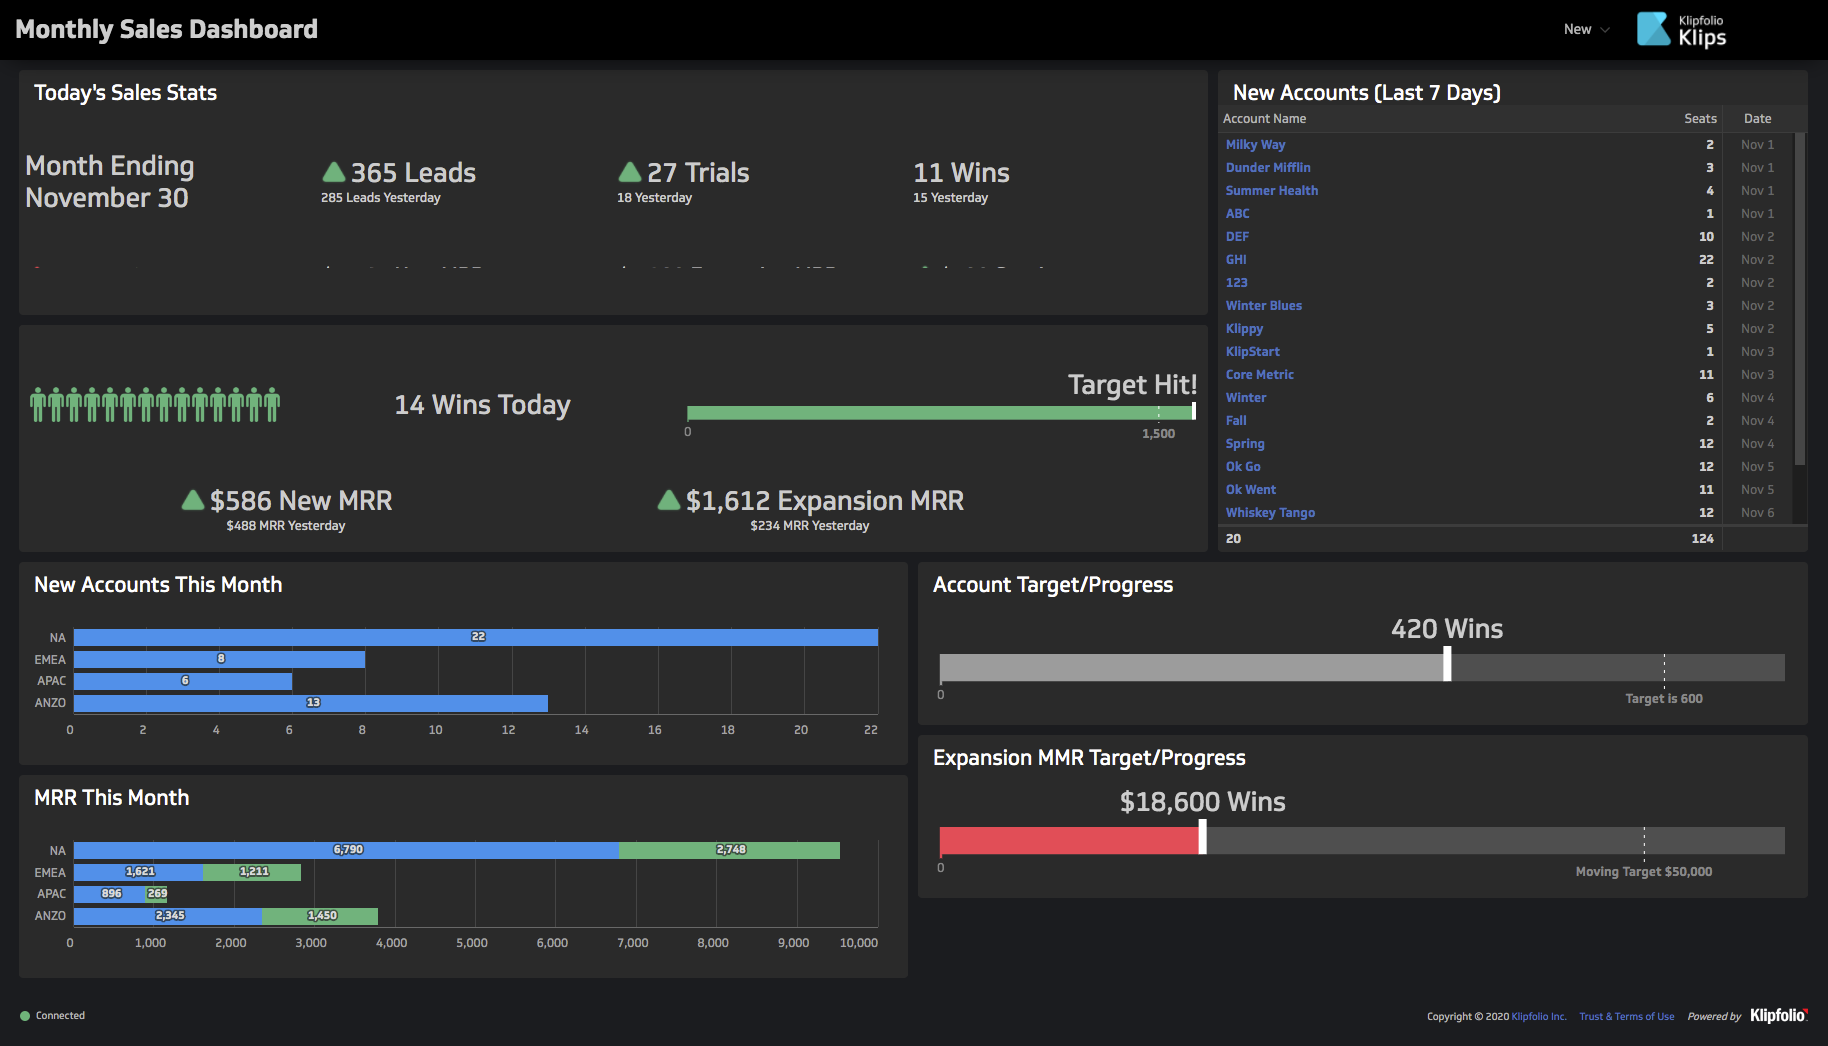 Monthly Sales Dashboard
New
Klipfolio
Klips
Today's Sales Stats
Month Ending
November 30
365 Leads
285 Leads Yesterday
27 Trials
18 Yesterday
11 Wins
15 Yesterday
14 Wins Today
Target Hit!
0
1,500
$586 New MRR
$488 MRR Yesterday
$1,612 Expansion MRR
$234 MRR Yesterday
New Accounts (Last 7 Days)
Account Name Seats Date
Milky Way 2 Nov 1
Dunder Mifflin 3 Nov 1
Summer Health 4 Nov 1
ABC 1 Nov 1
DEF 10 Nov 2
GHI 22 Nov 2
123 2 Nov 2
Winter Blues 3 Nov 2
Klippy 5 Nov 2
KlipStart 1 Nov 3
Core Metric 11 Nov 3
Winter 6 Nov 4
Fall 2 Nov 4
Spring 12 Nov 4
Ok Go 12 Nov 5
Ok Went 11 Nov 5
Whiskey Tango 12 Nov 6
20 124
New Accounts This Month
NA 22
EMEA 8
APAC 6
ANZO 13
0 2 4 6 8 10 12 14 16 18 20 22
MRR This Month
NA 6,790 2,748
EMEA 1,621 1,211
APAC 896 269
ANZO 2,345 1,450
0 1,000 2,000 3,000 4,000 5,000 6,000 7,000 8,000 9,000 10,000
Account Target/Progress
420 Wins
0
Target is 600
Expansion MMR Target/Progress
$18,600 Wins
0
Moving Target $50,000
Connected
Copyright © 2020 Klipfolio Inc. Trust & Terms of Use Powered by Klipfolio